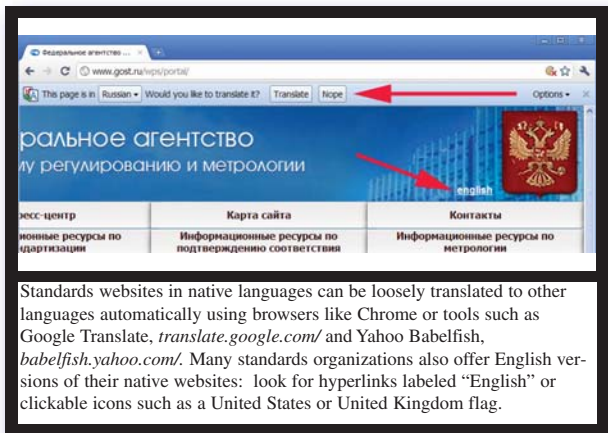 Федеральное агентство ...
www.gost.ru/wps/portal/
This page is in Russian Would you like to translate it? Translate Nope Options
ральное агентство
му регулированию и метрологии
english
есс-центр Карта сайта Контакты
ионные ресурсы по Информационные ресурсы по Информационные ресурсы по
ндартизации подтверждению соответствия метрологии
Standards websites in native languages can be loosely translated to other
languages automatically using browsers like Chrome or tools such as
Google Translate, translate.google.com/ and Yahoo Babelfish,
babelfish.yahoo.com/. Many standards organizations also offer English ver-
sions of their native websites:  look for hyperlinks labeled “English” or
clickable icons such as a United States or United Kingdom flag.